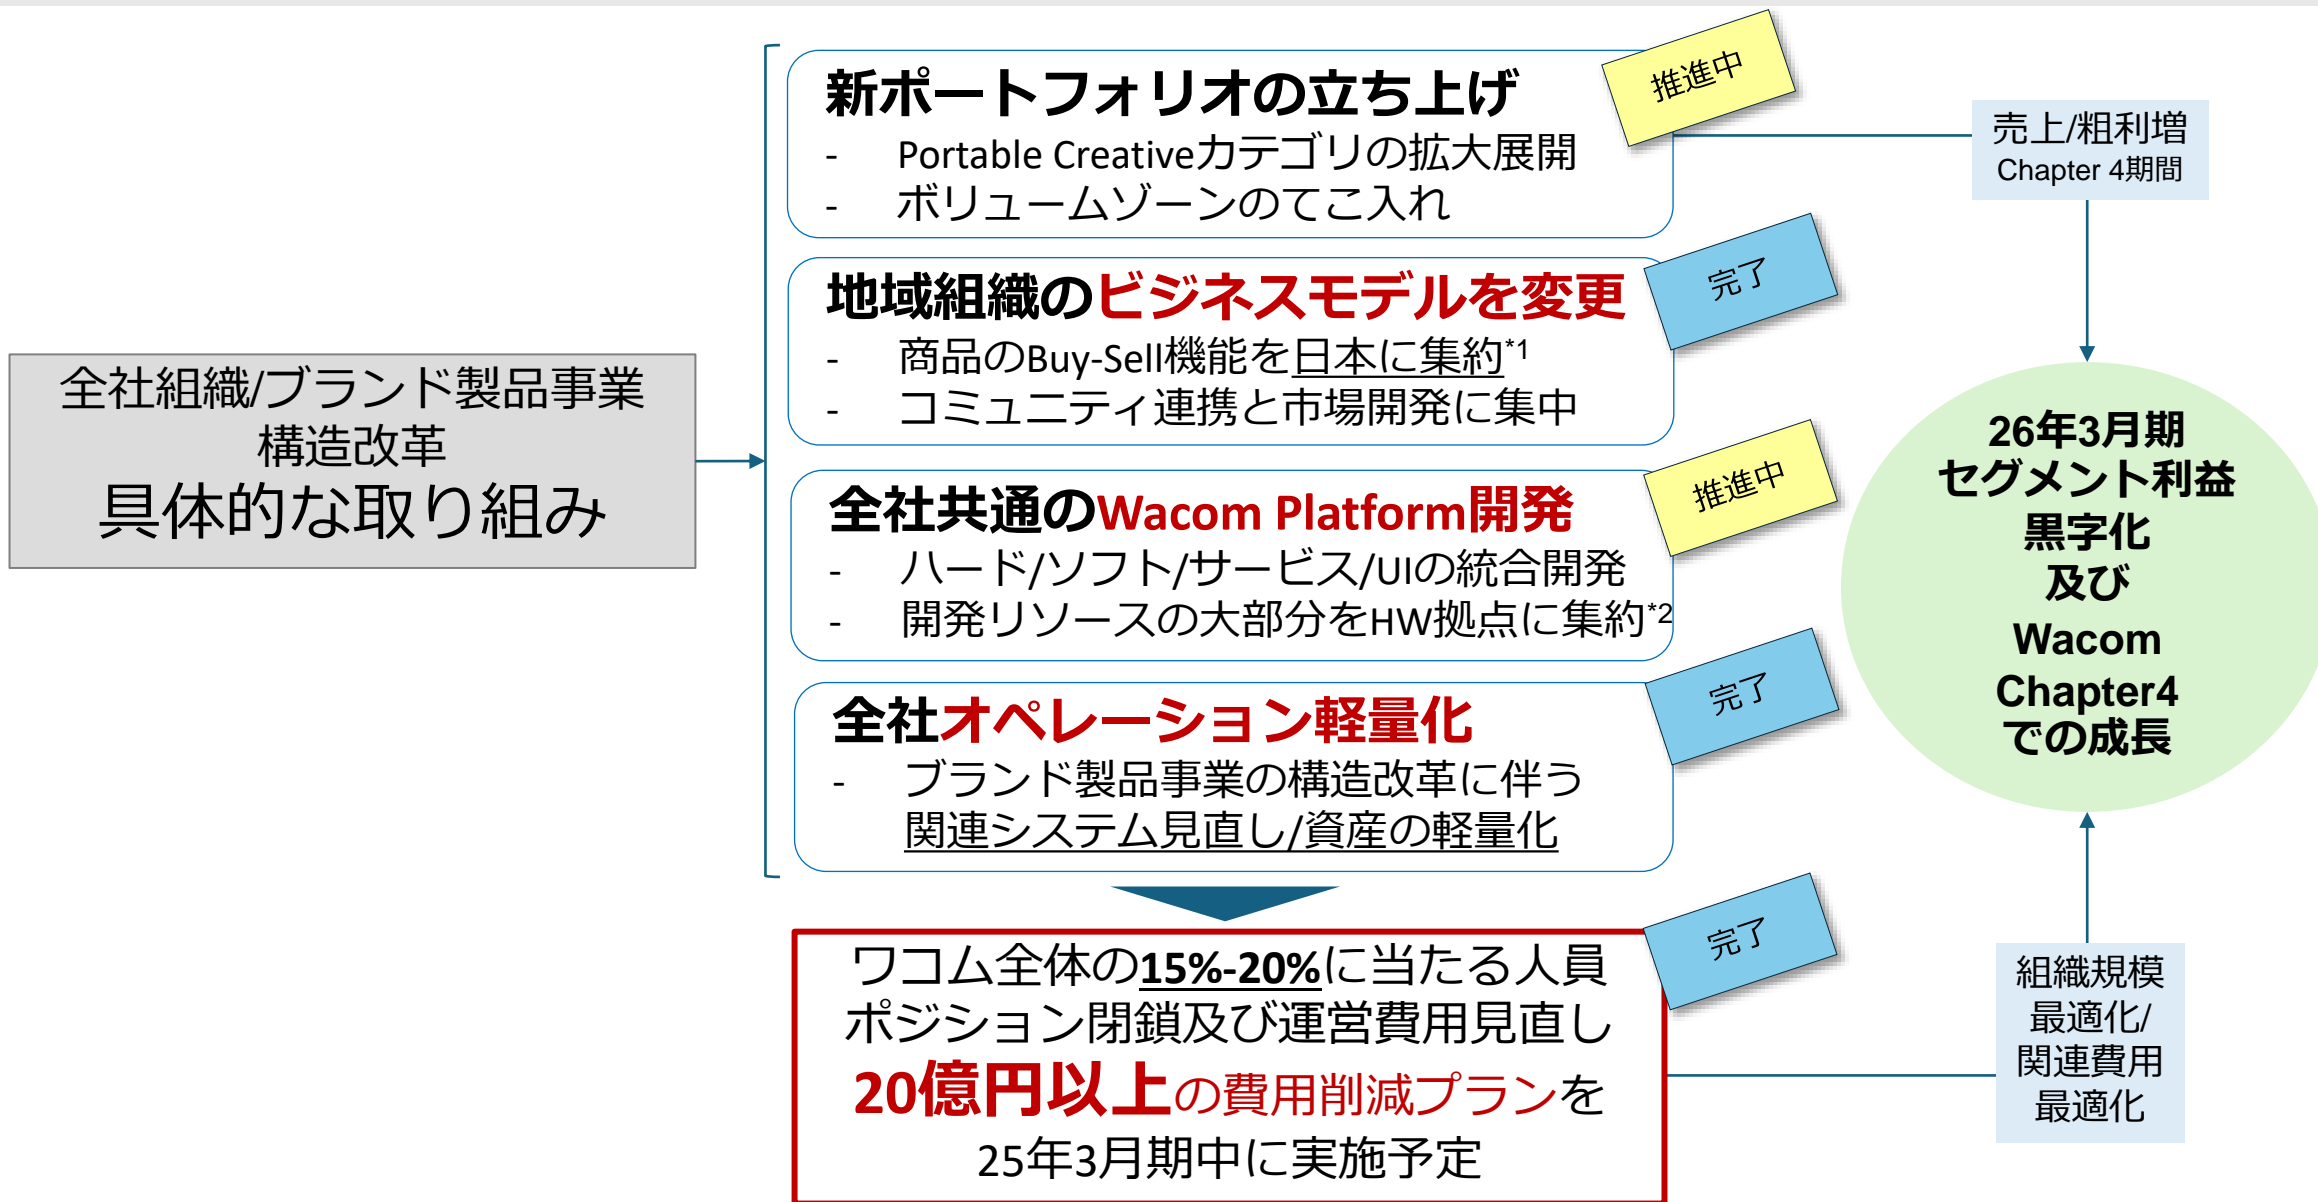 全社組織/ブランド製品事業
構造改革
具体的な取り組み
新ポートフォリオの立ち上げ
- Portable Creativeカテゴリの拡大展開
- ボリュームゾーンのてこ入れ
推進中
地域組織のビジネスモデルを変更
- 商品のBuy-Sell機能を日本に集約*1
- コミュニティ連携と市場開発に集中
完了
全社共通のWacom Platform開発
- ハード/ソフト/サービス/UIの統合開発
- 開発リソースの大部分をHW拠点に集約*2
推進中
全社オペレーション軽量化
- ブランド製品事業の構造改革に伴う
関連システム見直し/資産の軽量化
完了
ワコム全体の15%-20%に当たる人員
ポジション閉鎖及び運営費用見直し
20億円以上の費用削減プランを
25年3月期中に実施予定
完了
売上/粗利増
Chapter 4期間
26年3月期
セグメント利益
黒字化
及び
Wacom
Chapter4
での成長
組織規模
最適化/
関連費用
最適化